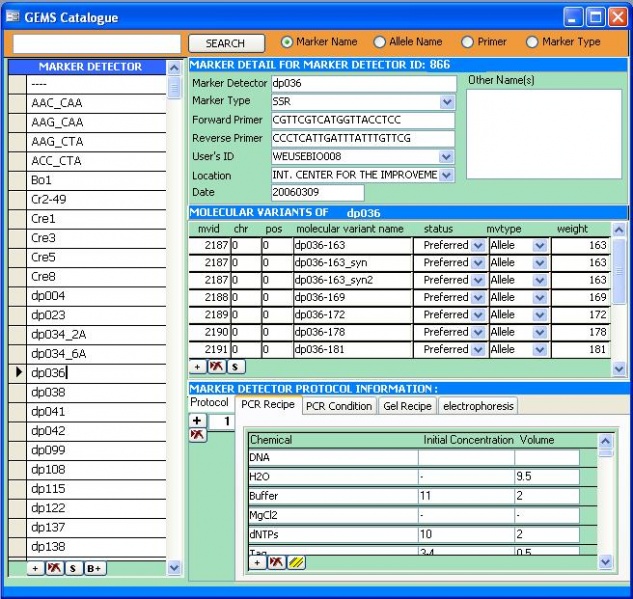 GEMS Catalogue
SEARCH Marker Name Allele Name Primer Marker Type
MARKER DETECTOR
----
AAC_CAA
AAG_CAA
AAG_CTA
ACC_CTA
Bo1
Cr2-49
Cre1
Cre3
Cre5
Cre8
dp004
dp023
dp034_2A
dp034_6A
dp036
dp038
dp041
dp042
dp099
dp108
dp115
dp122
dp137
dp138
+ S B+
MARKER DETAIL FOR MARKER DETECTOR ID: 866
Marker Detector dp036
Marker Type SSR
Forward Primer CGTTCGTCATGGTTACCTCC
Reverse Primer CCCTCATTGATTTATTTGTTCG
User's ID WEUSEBIO008
Location INT. CENTER FOR THE IMPROVEME
Date 20060309
Other Name(s)
MOLECULAR VARIANTS OF dp036
mvid chr pos molecular variant name status mvtype weight
2187 0 0 dp036-163 Preferred Allele 163
2187 0 0 dp036-163_syn Preferred Allele 163
2187 0 0 dp036-163_syn2 Preferred Allele 163
2188 0 0 dp036-169 Preferred Allele 169
2189 0 0 dp036-172 Preferred Allele 172
2190 0 0 dp036-178 Preferred Allele 178
2191 0 0 dp036-181 Preferred Allele 181
+ S
MARKER DETECTOR PROTOCOL INFORMATION :
Protocol PCR Recipe PCR Condition Gel Recipe electrophoresis
+ 1
Chemical Initial Concentration Volume
DNA
H2O - 9.5
Buffer 11 2
MgCl2 - -
dNTPs 10 2
Taq 3-4 0.5
+